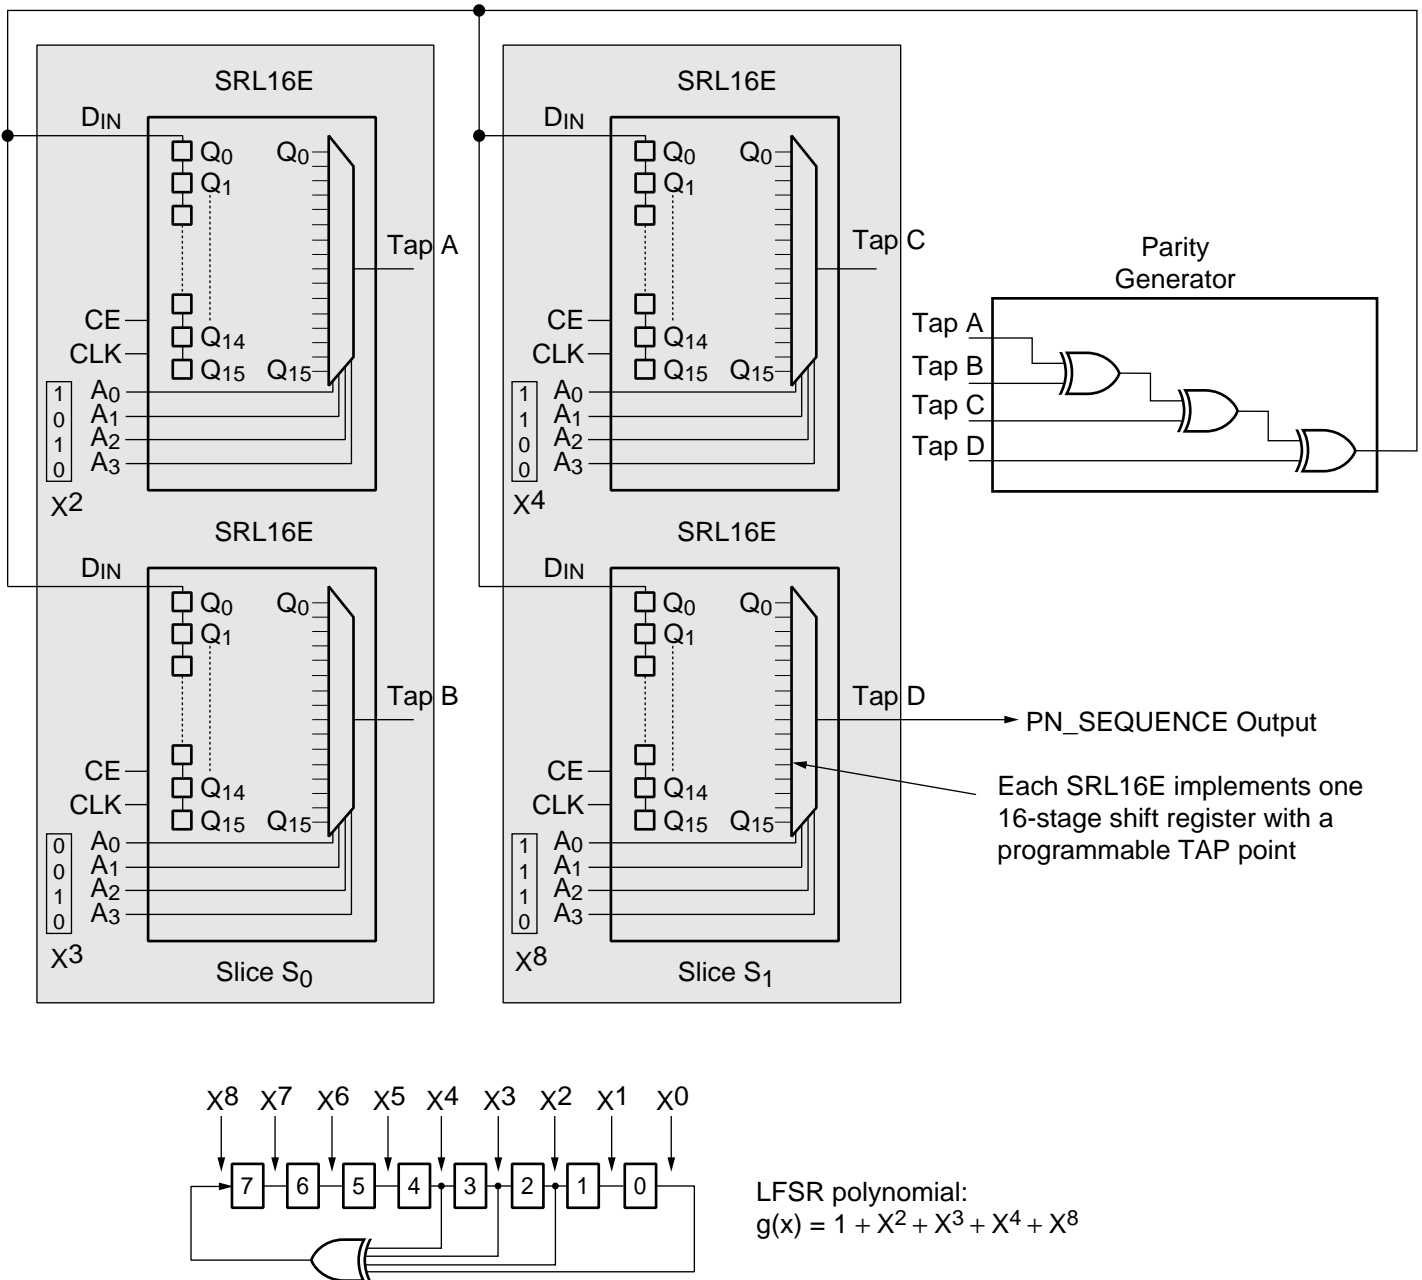 SRL16E
DIN
Q0
Q0
Q1
Tap A
CE
Q14
CLK
Q15
Q15
1
A0
0
A1
1
A2
0
A3
X2
SRL16E
DIN
Q0
Q0
Q1
Tap B
CE
Q14
CLK
Q15
Q15
0
A0
0
A1
1
A2
0
A3
X3
Slice S0
SRL16E
DIN
Q0
Q0
Q1
Tap C
CE
Q14
CLK
Q15
Q15
1
A0
1
A1
0
A2
0
A3
X4
SRL16E
DIN
Q0
Q0
Q1
Tap D
CE
Q14
CLK
Q15
Q15
1
A0
1
A1
1
A2
0
A3
X8
Slice S1
Parity
Generator
Tap A
Tap B
Tap C
Tap D
PN_SEQUENCE Output
Each SRL16E implements one
16-stage shift register with a
programmable TAP point
X8 X7 X6 X5 X4 X3 X2 X1 X0
7 6 5 4 3 2 1 0
LFSR polynomial:
g(x) = 1 + X2 + X3 + X4 + X8